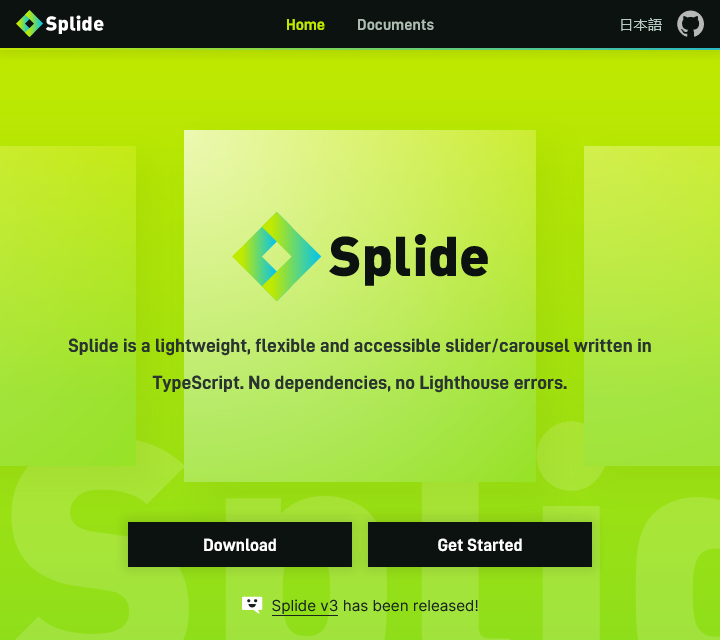 Splide
Home
Documents
日本語
Splide
Splide is a lightweight, flexible and accessible slider/carousel written in
TypeScript. No dependencies, no Lighthouse errors.
Splid
Download
Get Started
Splide v3 has been released!